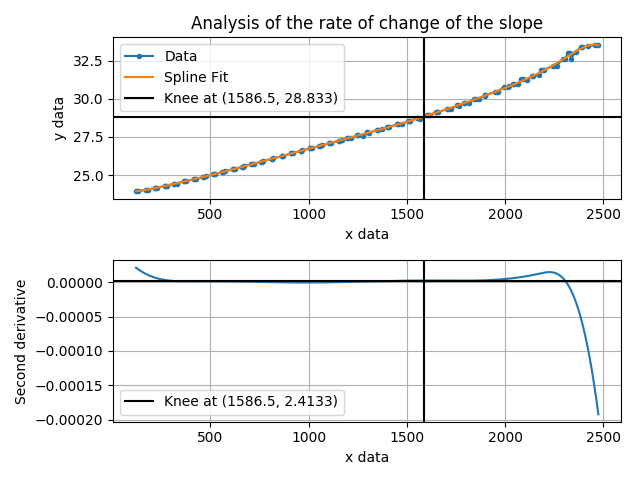 Analysis of the rate of change of the slope
32.5
30.0
27.5
25.0
y data
Data
Spline Fit
Knee at (1586.5, 28.833)
500 1000 1500 2000 2500
x data
0.00000
−0.00005
−0.00010
−0.00015
−0.00020
Second derivative
Knee at (1586.5, 2.4133)
500 1000 1500 2000 2500
x data